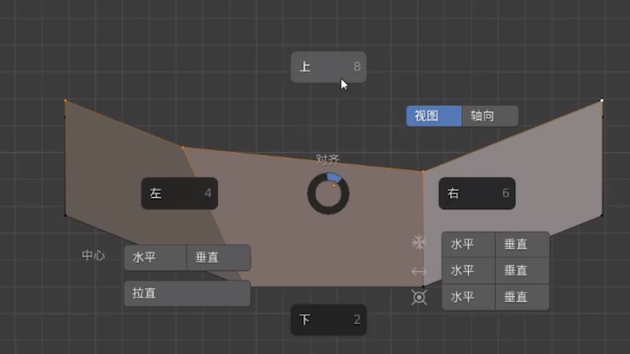 上 8
视图 轴向
对齐
左 4
右 6
中心 水平 垂直
水平 垂直
水平 垂直
水平 垂直
拉直
下 2